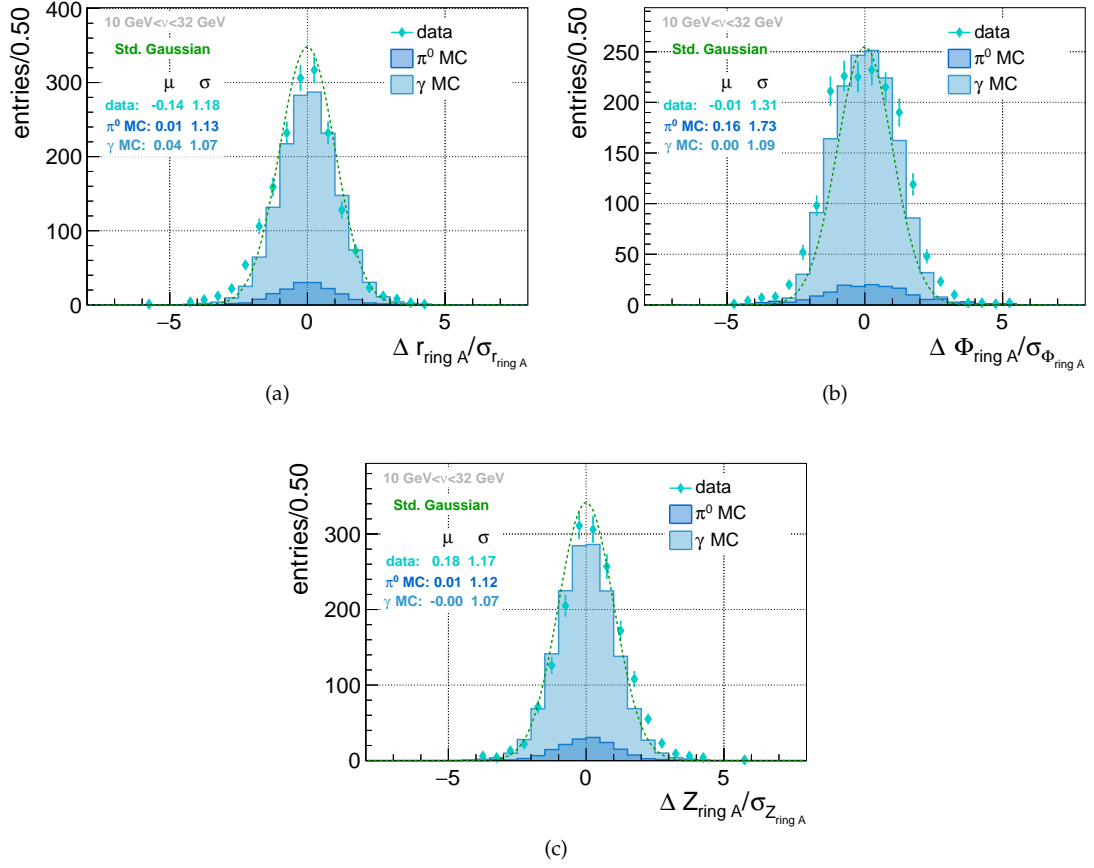 entries/0.50
400
300
200
100
0
10 GeV<ν<32 GeV
Std. Gaussian
μ σ
data: -0.14 1.18
π⁰ MC: 0.01 1.13
γ MC: 0.04 1.07
data
π⁰ MC
γ MC
−5 0 5
Δ r_ring A/σ_r_ring A
(a)
entries/0.50
250
200
150
100
50
0
10 GeV<ν<32 GeV
Std. Gaussian
μ σ
data: -0.01 1.31
π⁰ MC: 0.16 1.73
γ MC: 0.00 1.09
data
π⁰ MC
γ MC
−5 0 5
Δ Φ_ring A/σ_Φ_ring A
(b)
entries/0.50
300
200
100
0
10 GeV<ν<32 GeV
Std. Gaussian
μ σ
data: 0.18 1.17
π⁰ MC: 0.01 1.12
γ MC: -0.00 1.07
data
π⁰ MC
γ MC
−5 0 5
Δ Z_ring A/σ_Z_ring A
(c)